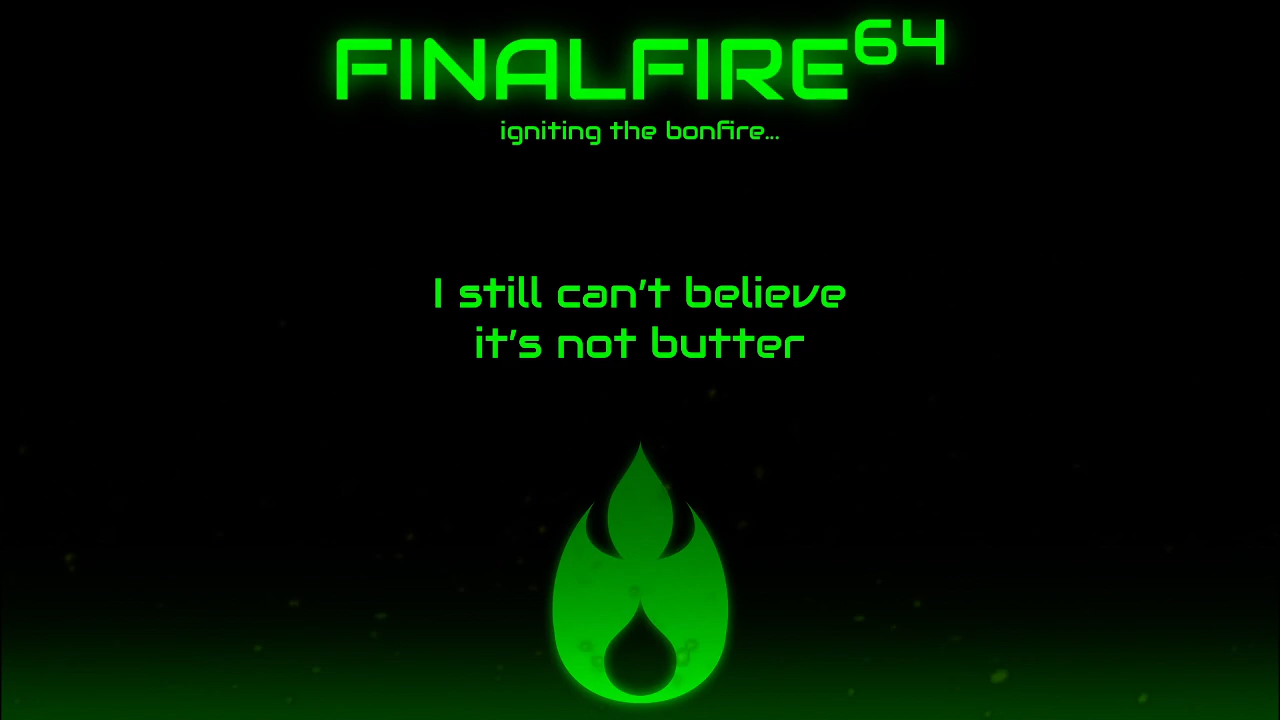 FINALFIRE⁶⁴
igniting the bonfire...
I still can't believe
it's not butter